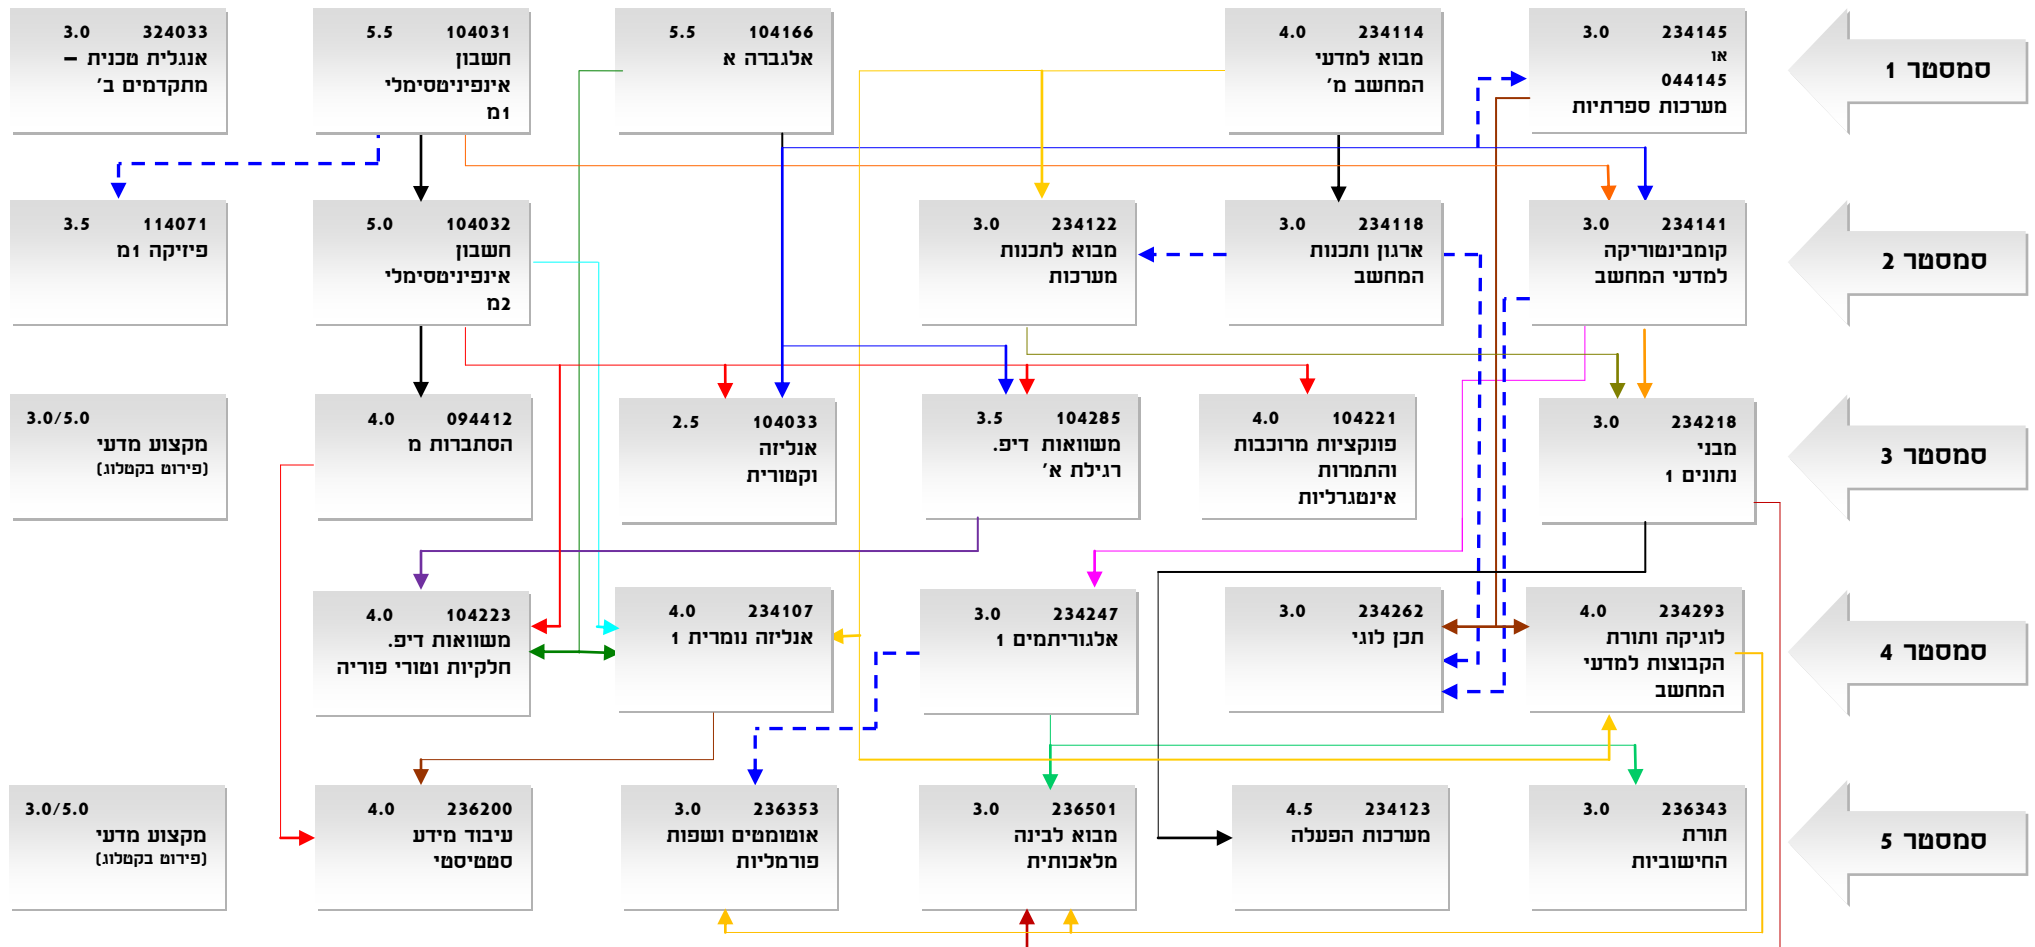 סמסטר 1
234145 3.0
או
044145
מערכות ספרתיות
234114 4.0
מבוא למדעי
המחשב מ'
104166 5.5
אלגברה א
104031 5.5
חשבון
אינפיניטסימלי
1מ
324033 3.0
אנגלית טכנית –
מתקדמים ב'
סמסטר 2
234141 3.0
קומבינטוריקה
למדעי המחשב
234118 3.0
ארגון ותכנות
המחשב
234122 3.0
מבוא לתכנות
מערכות
104032 5.0
חשבון
אינפיניטסימלי
2מ
114071 3.5
פיזיקה 1מ
סמסטר 3
234218 3.0
מבני
נתונים 1
104221 4.0
פונקציות מרוכבות
והתמרות
אינטגרליות
104285 3.5
משוואות דיפ.
רגילת א'
104033 2.5
אנליזה
וקטורית
094412 4.0
הסתברות מ
3.0/5.0
מקצוע מדעי
(פירוט בקטלוג)
סמסטר 4
234293 4.0
לוגיקה ותורת
הקבוצות למדעי
המחשב
234262 3.0
תכן לוגי
234247 3.0
אלגוריתמים 1
234107 4.0
אנליזה נומרית 1
104223 4.0
משוואות דיפ.
חלקיות וטורי פוריה
סמסטר 5
236343 3.0
תורת
החישוביות
234123 4.5
מערכות הפעלה
236501 3.0
מבוא לבינה
מלאכותית
236353 3.0
אוטומטים ושפות
פורמליות
236200 4.0
עיבוד מידע
סטטיסטי
3.0/5.0
מקצוע מדעי
(פירוט בקטלוג)